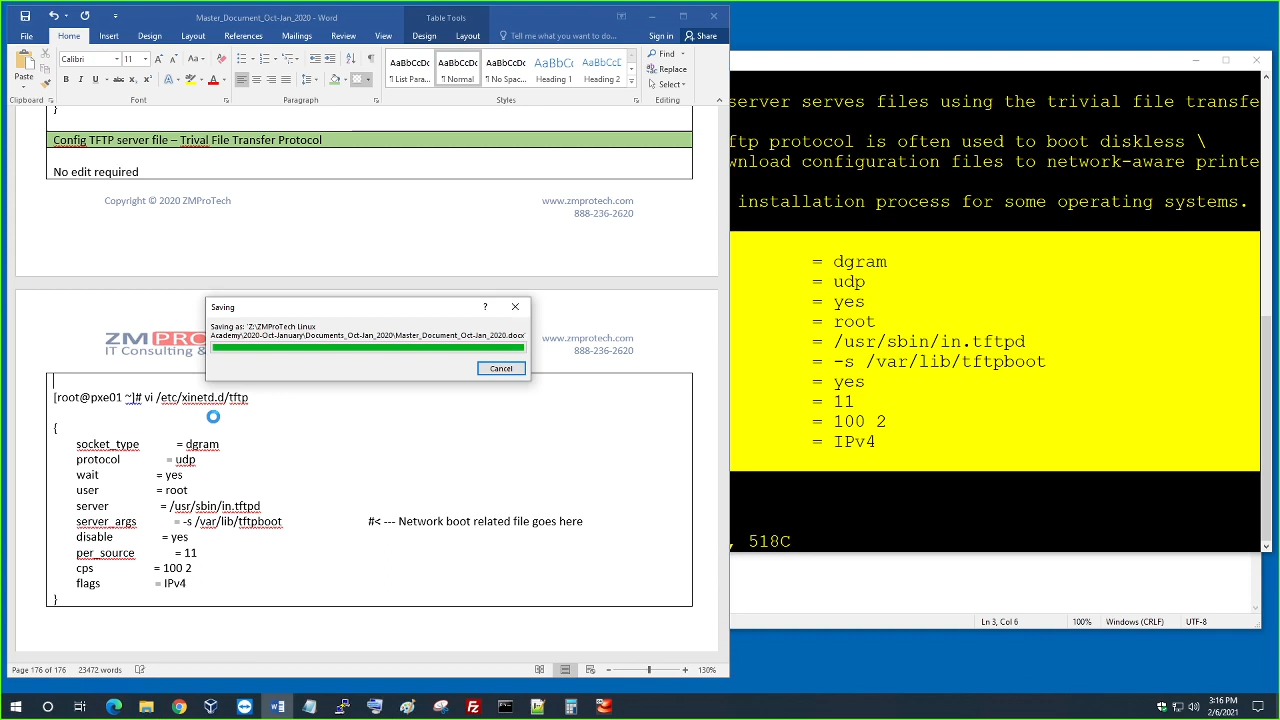 Master_Document_Oct-Jan_2020 - Word
Table Tools
File
Home
Insert
Design
Layout
References
Mailings
Review
View
Design
Layout
Tell me what you want to do...
Sign in
Share
Paste
Calibri
11
Aa
B I U abc x₂ x²
AaBbCcDc
AaBbCcDc
AaBbCcDc
AaBbCc
AaBbCcD
¶ List Para...
¶ Normal
¶ No Spac...
Heading 1
Heading 2
Find
Replace
Select
Clipboard
Font
Paragraph
Styles
Editing
}
Config TFTP server file – Trival File Transfer Protocol
No edit required
Copyright © 2020 ZMProTech
www.zmprotech.com
888-236-2620
Saving
?
Saving as: 'Z:\ZMProTech Linux
Academy\2020-Oct-January\Documents_Oct-Jan_2020\Master_Document_Oct-Jan_2020.docx'
Cancel
ZMPRO
IT Consulting &
www.zmprotech.com
888-236-2620
[root@pxe01 ~]# vi /etc/xinetd.d/tftp
{
socket_type = dgram
protocol = udp
wait = yes
user = root
server = /usr/sbin/in.tftpd
server_args = -s /var/lib/tftpboot #< --- Network boot related file goes here
disable = yes
per_source = 11
cps = 100 2
flags = IPv4
}
Page 176 of 176
23472 words
130%
server serves files using the trivial file transfe
ftp protocol is often used to boot diskless \
wnload configuration files to network-aware printe
installation process for some operating systems.
= dgram
= udp
= yes
= root
= /usr/sbin/in.tftpd
= -s /var/lib/tftpboot
= yes
= 11
= 100 2
= IPv4
, 518C
Ln 3, Col 6
100%
Windows (CRLF)
UTF-8
3:16 PM
2/6/2021